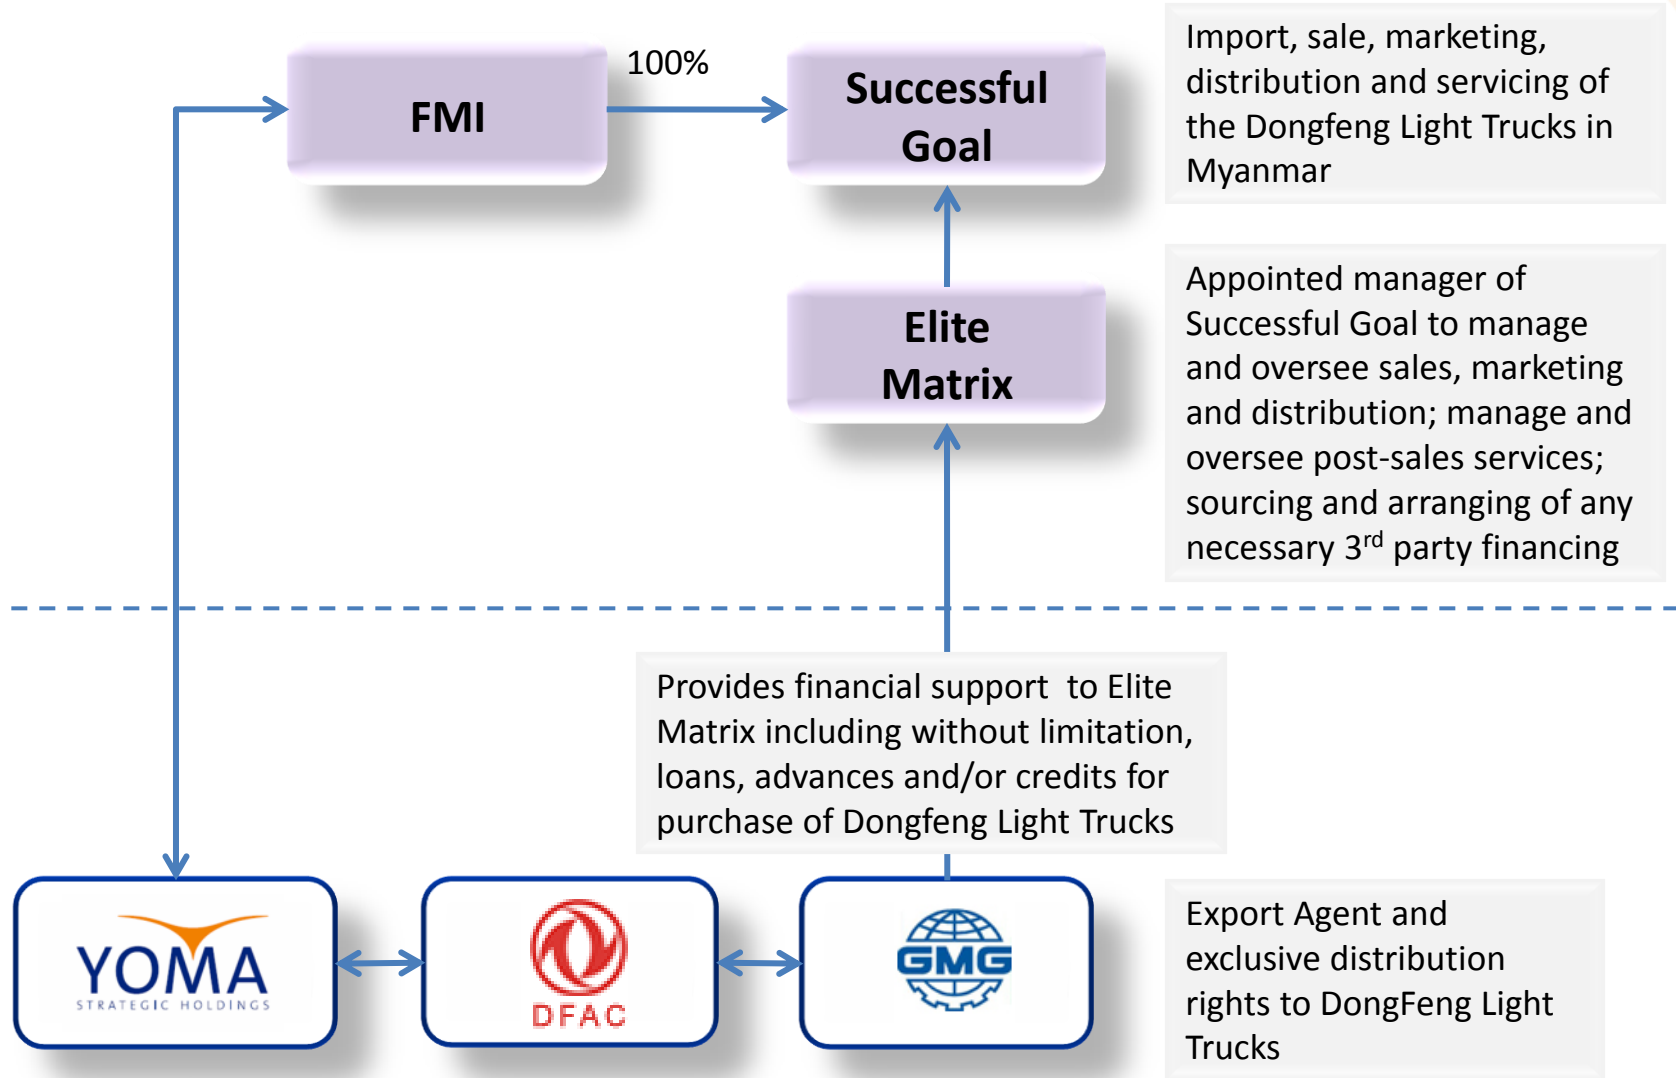 FMI
100%
Successful
Goal
Import, sale, marketing,
distribution and servicing of
the Dongfeng Light Trucks in
Myanmar
Elite
Matrix
Appointed manager of
Successful Goal to manage
and oversee sales, marketing
and distribution; manage and
oversee post-sales services;
sourcing and arranging of any
necessary 3rd party financing
Provides financial support  to Elite
Matrix including without limitation,
loans, advances and/or credits for
purchase of Dongfeng Light Trucks
YOMA
STRATEGIC HOLDINGS
DFAC
GMG
Export Agent and
exclusive distribution
rights to DongFeng Light
Trucks